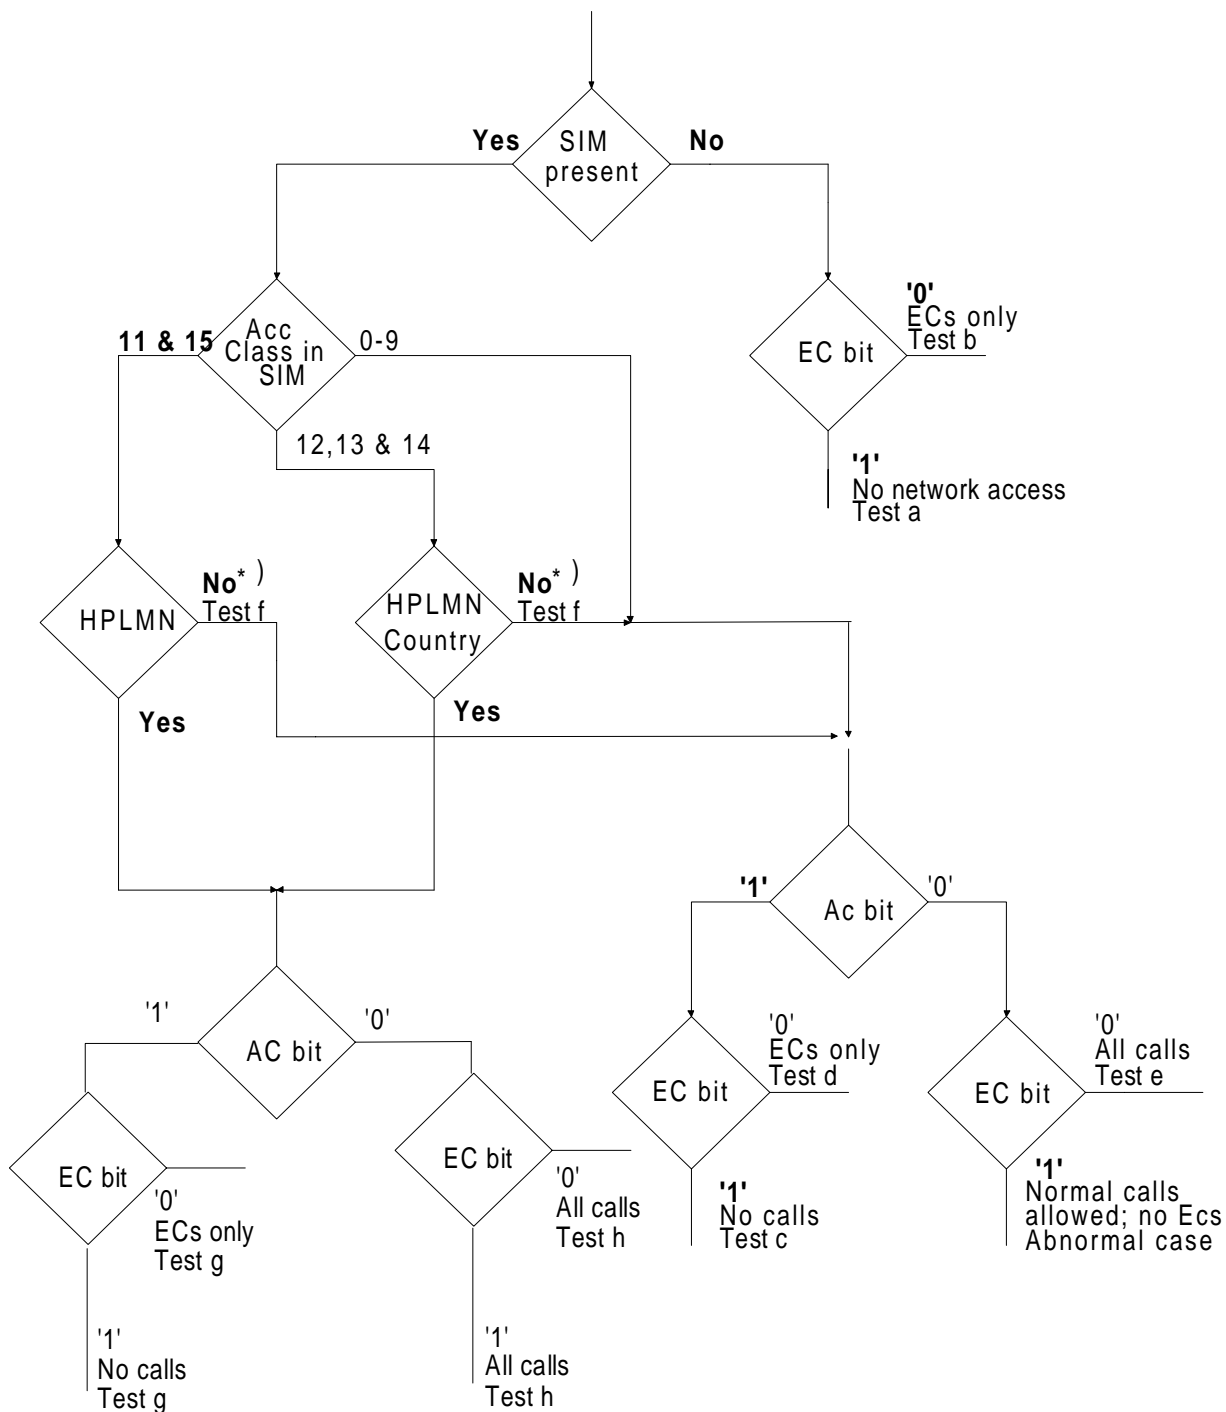 Yes
SIM
present
No
Acc
Class in
SIM
11 & 15
0-9
12,13 & 14
'0'
ECs only
Test b
EC bit
'1'
No network access
Test a
HPLMN
No* )
Test f
Yes
HPLMN
Country
No* )
Test f
Yes
'1'
Ac bit
'0'
'1'
AC bit
'0'
EC bit
'0'
ECs only
Test d
'1'
No calls
Test c
EC bit
'0'
All calls
Test e
'1'
Normal calls
allowed; no Ecs
Abnormal case
EC bit
'0'
ECs only
Test g
'1'
No calls
Test g
EC bit
'0'
All calls
Test h
'1'
All calls
Test h